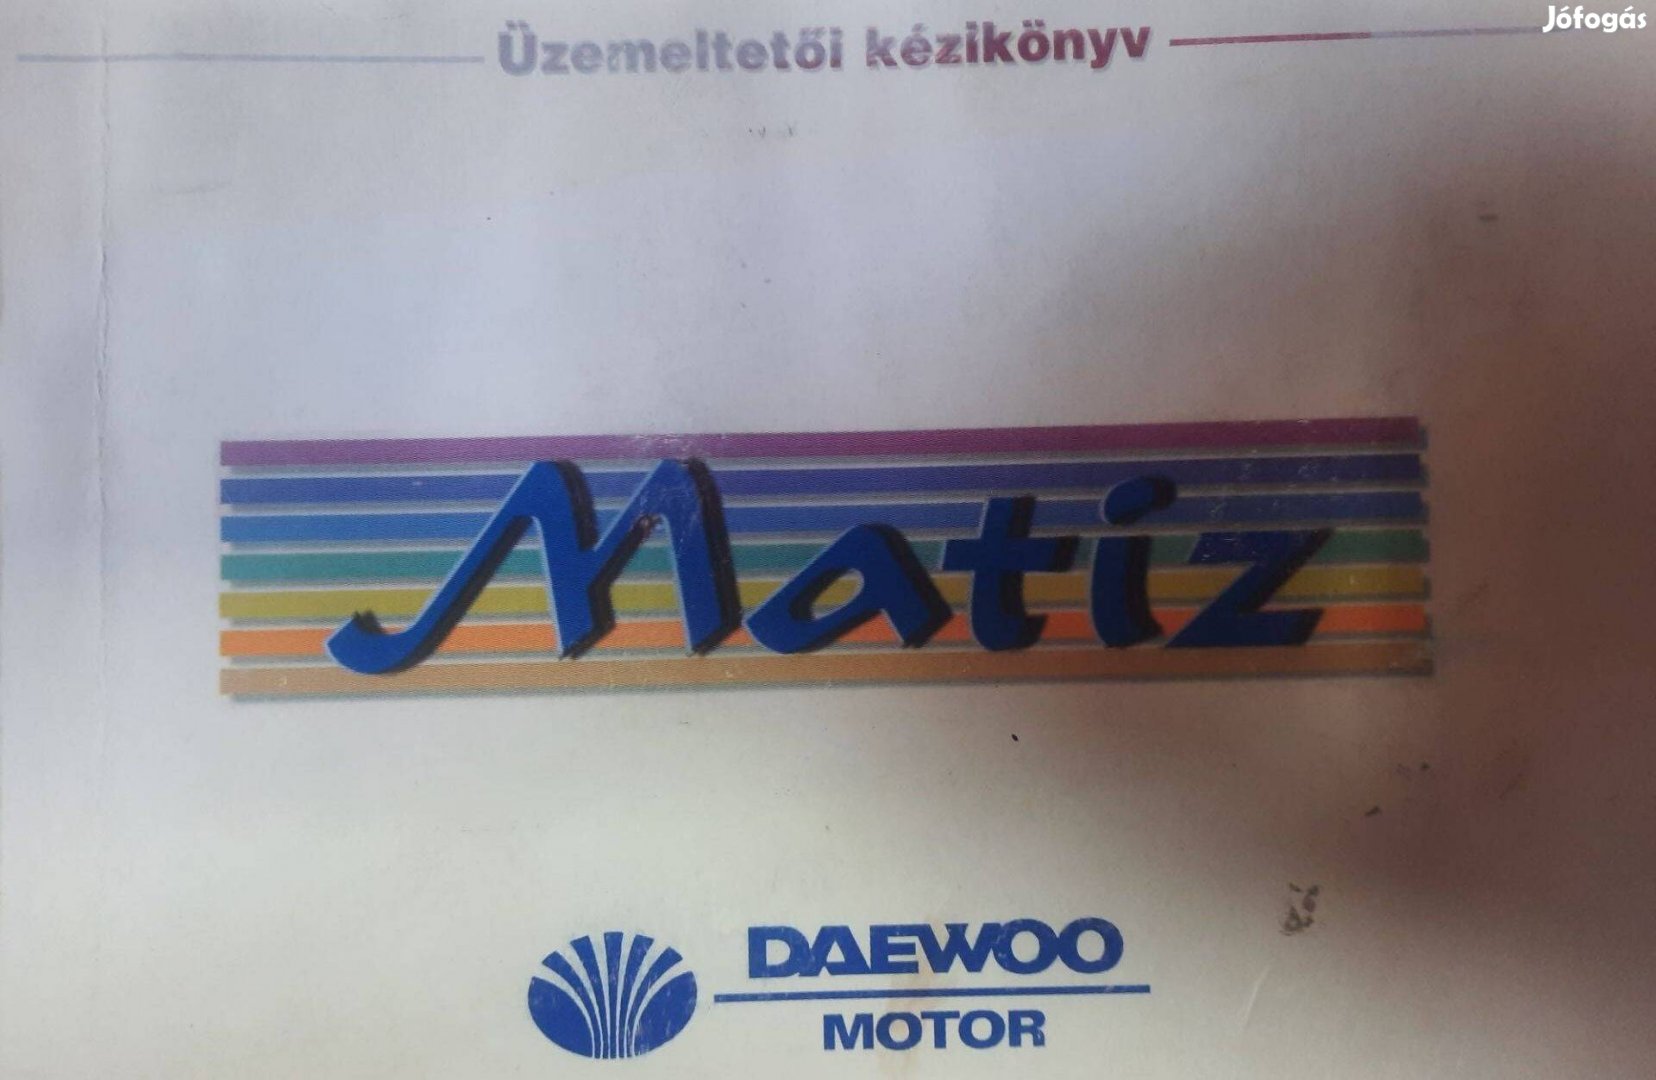 Jófogás
Üzemeltetői kézikönyv
Matiz
DAEWOO
MOTOR